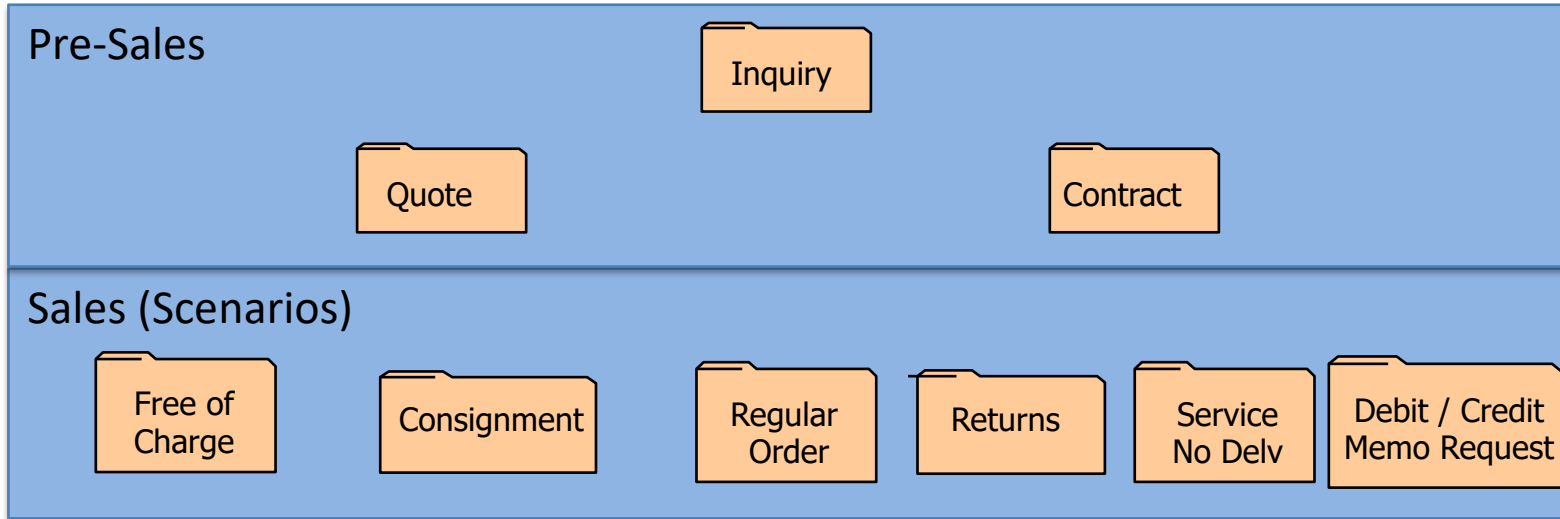 Pre-Sales
Inquiry
Quote
Contract
Sales (Scenarios)
Free of
Charge
Consignment
Regular
Order
Returns
Service
No Delv
Debit / Credit
Memo Request